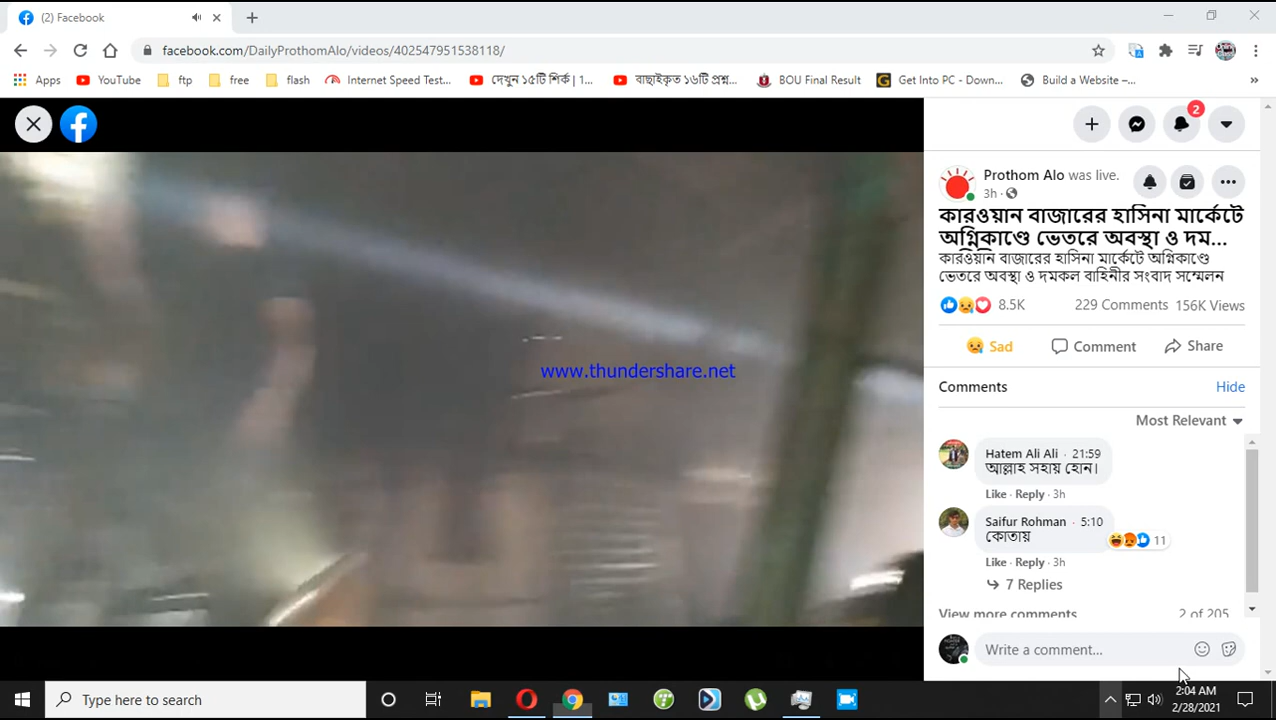 (2) Facebook
facebook.com/DailyProthomAlo/videos/402547951538118/
Apps YouTube ftp free flash Internet Speed Test... দেখুন ১৫টি শির্ক | 1... বাছাইকৃত ১৬টি প্রশ্ন... BOU Final Result Get Into PC - Down... Build a Website –...
2
Prothom Alo was live.
3h
কারওয়ান বাজারের হাসিনা মার্কেটে
অগ্নিকাণ্ডে ভেতরে অবস্থা ও দম...
কারওয়ান বাজারের হাসিনা মার্কেটে অগ্নিকাণ্ডে
ভেতরে অবস্থা ও দমকল বাহিনীর সংবাদ সম্মেলন
8.5K 229 Comments 156K Views
Sad Comment Share
www.thundershare.net
Comments Hide
Most Relevant
Hatem Ali Ali · 21:59
আল্লাহ সহায় হোন।
Like · Reply · 3h
Saifur Rohman · 5:10
কোতায়
11
Like · Reply · 3h
7 Replies
View more comments 2 of 205
Write a comment...
Type here to search
2:04 AM
2/28/2021